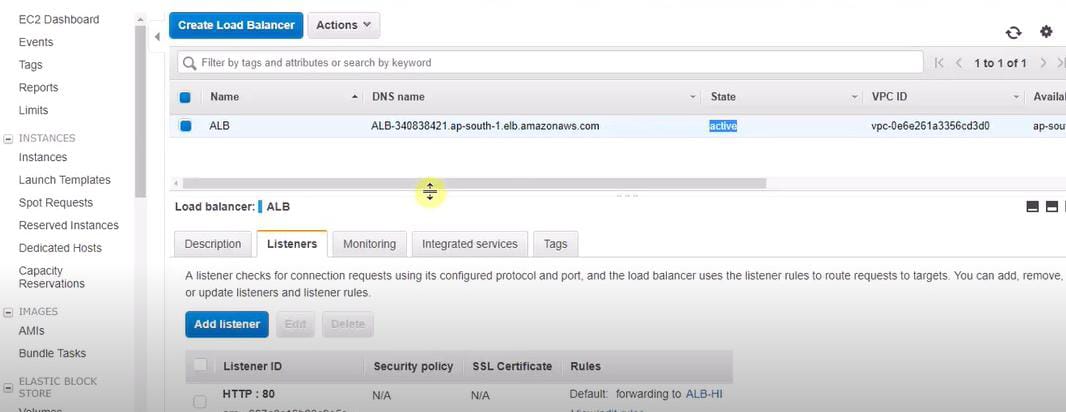 EC2 Dashboard
Events
Tags
Reports
Limits
INSTANCES
Instances
Launch Templates
Spot Requests
Reserved Instances
Dedicated Hosts
Capacity
Reservations
IMAGES
AMIs
Bundle Tasks
ELASTIC BLOCK
STORE
Volumes
Create Load Balancer Actions
Filter by tags and attributes or search by keyword 1 to 1 of 1
Name DNS name State VPC ID Availa
ALB ALB-340838421.ap-south-1.elb.amazonaws.com active vpc-0e6e261a3356cd3d0 ap-sou
Load balancer: ALB
Description Listeners Monitoring Integrated services Tags
A listener checks for connection requests using its configured protocol and port, and the load balancer uses the listener rules to route requests to targets. You can add, remove,
or update listeners and listener rules.
Add listener Edit Delete
Listener ID Security policy SSL Certificate Rules
HTTP : 80 N/A N/A Default: forwarding to ALB-HI